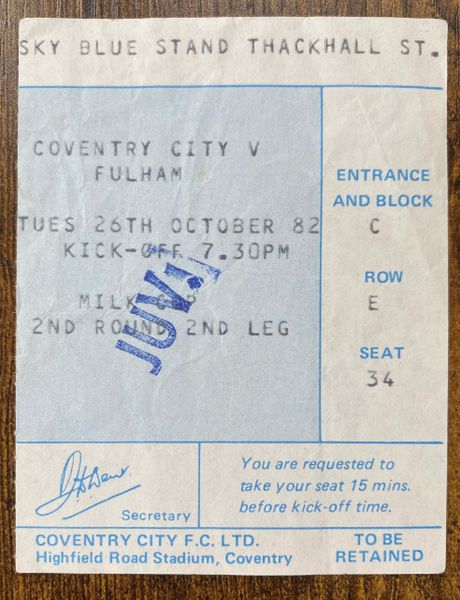 SKY BLUE STAND THACKHALL ST.
COVENTRY CITY V
FULHAM
TUES 26TH OCTOBER 82
KICK-OFF 7.30PM
MILK CUP
2ND ROUND 2ND LEG
JUV!
ENTRANCE
AND BLOCK
C
ROW
E
SEAT
34
Secretary
You are requested to
take your seat 15 mins.
before kick-off time.
COVENTRY CITY F.C. LTD.
Highfield Road Stadium, Coventry
TO BE
RETAINED